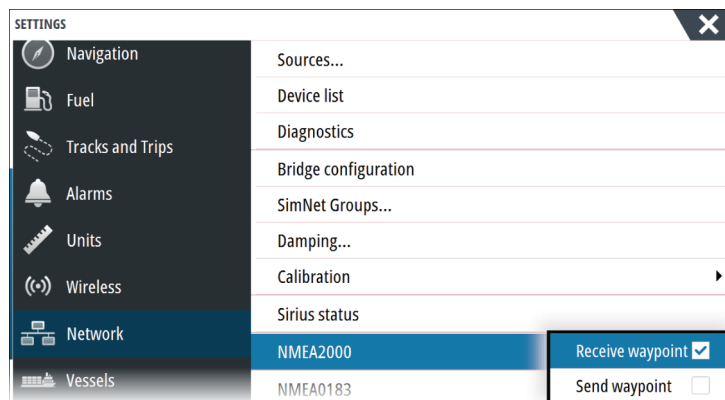 SETTINGS
Navigation
Fuel
Tracks and Trips
Alarms
Units
Wireless
Network
Vessels
Sources...
Device list
Diagnostics
Bridge configuration
SimNet Groups...
Damping...
Calibration
Sirius status
NMEA2000
NMEA0183
Receive waypoint
Send waypoint